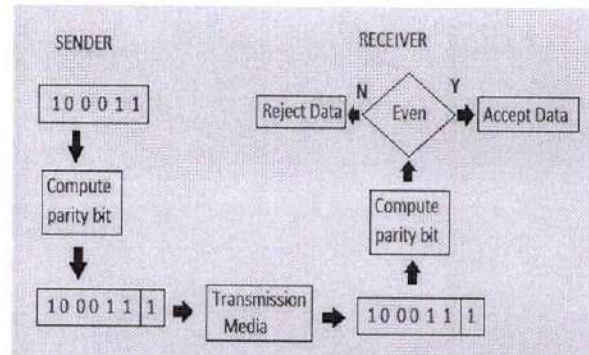 SENDER
RECEIVER
1 0 0 0 1 1
N
Y
Reject Data
Even
Accept Data
Compute
parity bit
Compute
parity bit
1 0 0 0 1 1 1
Transmission
Media
1 0 0 0 1 1 1